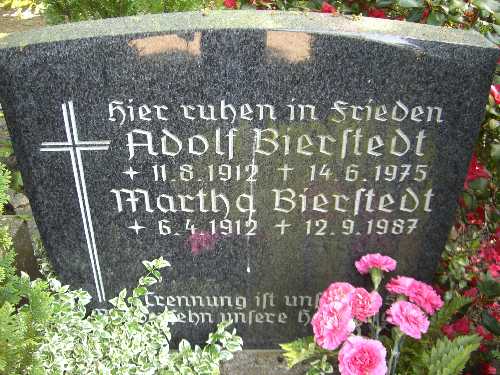 Hier ruhen in Frieden
Adolf Bierstedt
+ 11.8.1912 † 14.6.1975
Martha Bierstedt
+ 6.4.1912 † 12.9.1987
Trennung ist
unsere